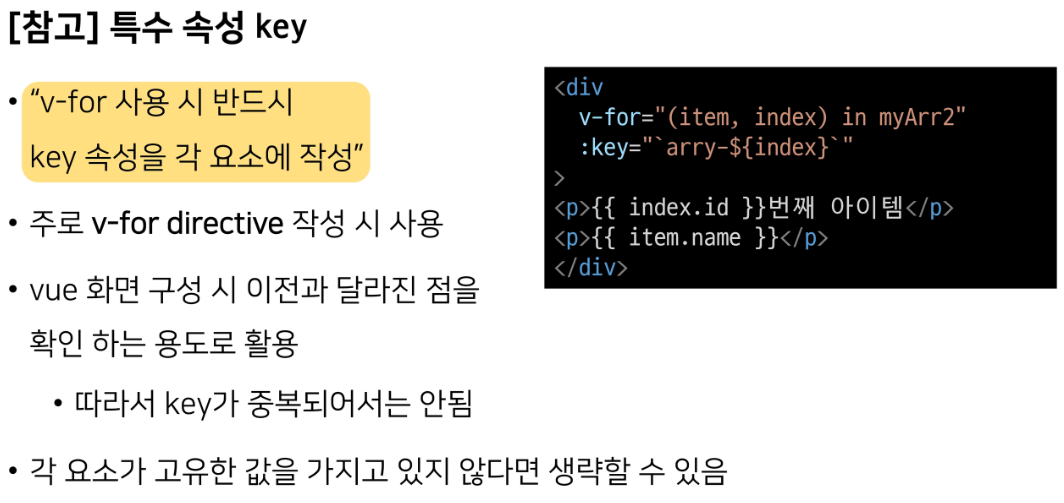 [참고] 특수 속성 key
• “v-for 사용 시 반드시
key 속성을 각 요소에 작성”
• 주로 v-for directive 작성 시 사용
• vue 화면 구성 시 이전과 달라진 점을
확인 하는 용도로 활용
• 따라서 key가 중복되어서는 안됨
• 각 요소가 고유한 값을 가지고 있지 않다면 생략할 수 있음
<div
v-for="(item, index) in myArr2"
:key="`arry-${index}`"
>
<p>{{ index.id }}번째 아이템</p>
<p>{{ item.name }}</p>
</div>